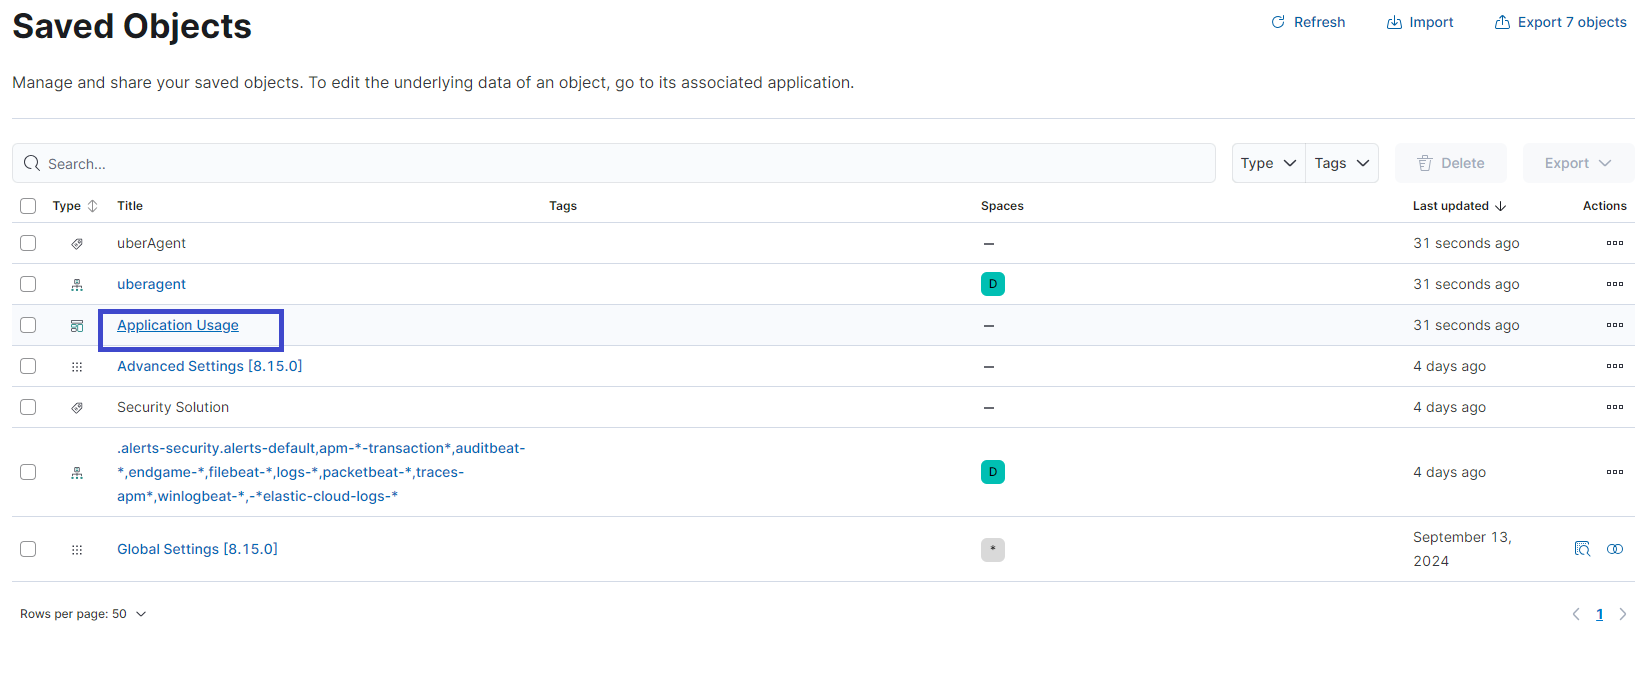 Saved Objects
Refresh
Import
Export 7 objects
Manage and share your saved objects. To edit the underlying data of an object, go to its associated application.
Search...
Type
Tags
Delete
Export
Type Title Tags Spaces Last updated Actions
uberAgent – 31 seconds ago
uberagent D 31 seconds ago
Application Usage – 31 seconds ago
Advanced Settings [8.15.0] – 4 days ago
Security Solution – 4 days ago
.alerts-security.alerts-default,apm-*-transaction*,auditbeat-
*,endgame-*,filebeat-*,logs-*,packetbeat-*,traces- D 4 days ago
apm*,winlogbeat-*,-*elastic-cloud-logs-*
Global Settings [8.15.0] * September 13,
2024
Rows per page: 50
1